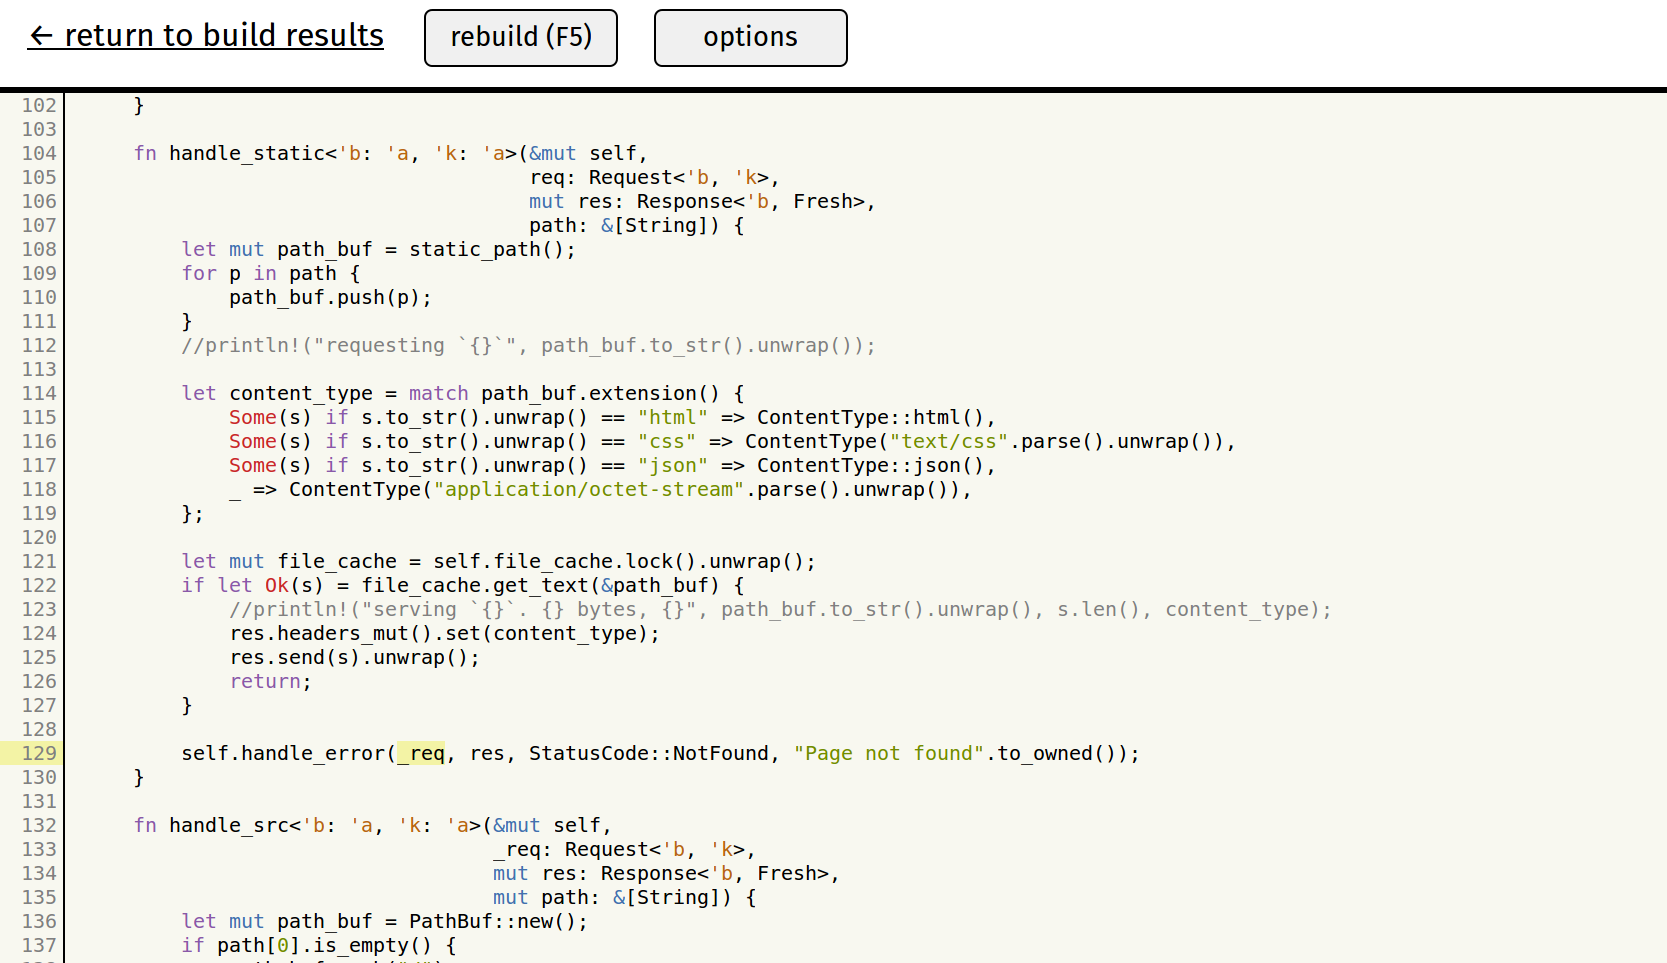 ← return to build results rebuild (F5) options
102 }
103
104 fn handle_static<'b: 'a, 'k: 'a>(&mut self,
105 req: Request<'b, 'k>,
106 mut res: Response<'b, Fresh>,
107 path: &[String]) {
108 let mut path_buf = static_path();
109 for p in path {
110 path_buf.push(p);
111 }
112 //println!("requesting `{}`", path_buf.to_str().unwrap());
113
114 let content_type = match path_buf.extension() {
115 Some(s) if s.to_str().unwrap() == "html" => ContentType::html(),
116 Some(s) if s.to_str().unwrap() == "css" => ContentType("text/css".parse().unwrap()),
117 Some(s) if s.to_str().unwrap() == "json" => ContentType::json(),
118 _ => ContentType("application/octet-stream".parse().unwrap()),
119 };
120
121 let mut file_cache = self.file_cache.lock().unwrap();
122 if let Ok(s) = file_cache.get_text(&path_buf) {
123 //println!("serving `{}`. {} bytes, {}", path_buf.to_str().unwrap(), s.len(), content_type);
124 res.headers_mut().set(content_type);
125 res.send(s).unwrap();
126 return;
127 }
128
129 self.handle_error(_req, res, StatusCode::NotFound, "Page not found".to_owned());
130 }
131
132 fn handle_src<'b: 'a, 'k: 'a>(&mut self,
133 _req: Request<'b, 'k>,
134 mut res: Response<'b, Fresh>,
135 mut path: &[String]) {
136 let mut path_buf = PathBuf::new();
137 if path[0].is_empty() {